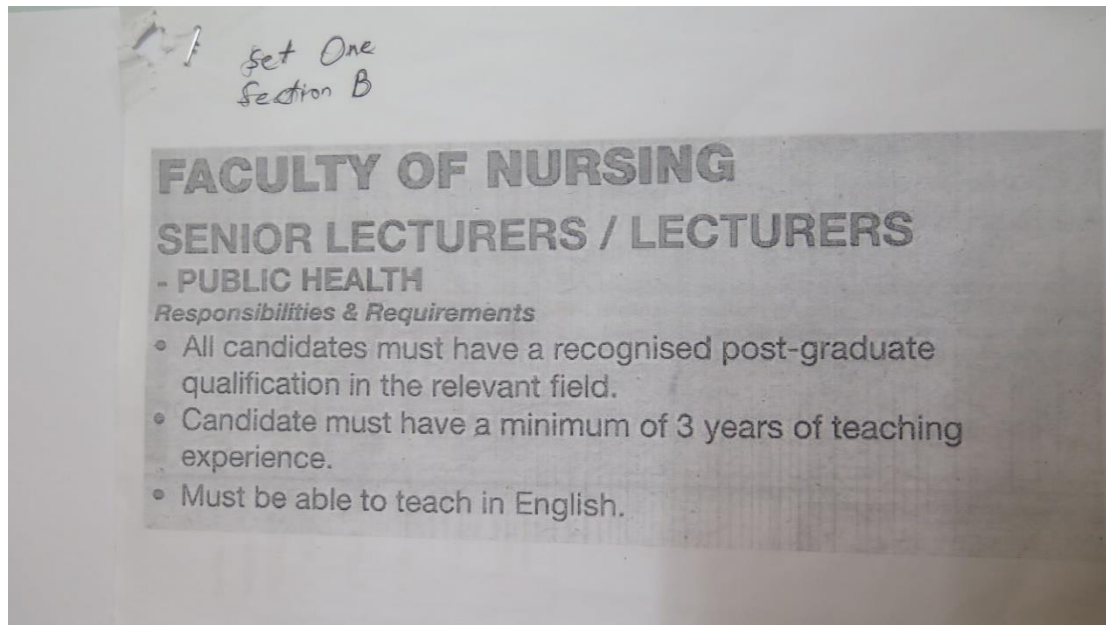 Set One
Section B
FACULTY OF NURSING
SENIOR LECTURERS / LECTURERS
- PUBLIC HEALTH
Responsibilities & Requirements
• All candidates must have a recognised post-graduate
qualification in the relevant field.
• Candidate must have a minimum of 3 years of teaching
experience.
• Must be able to teach in English.